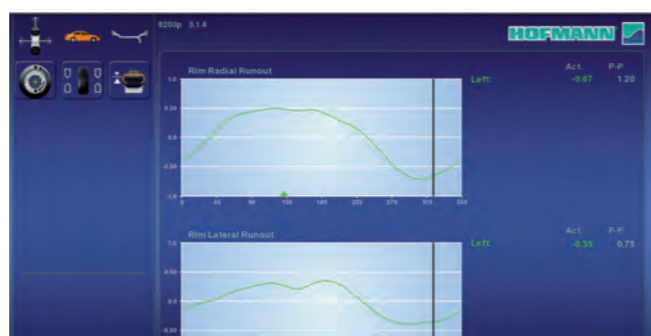 8200p 5.1.4
HOFMANN
Rim Radial Runout
Act. P-P
Left: -0.67 1.20
1.0
0.50
0.0
-0.50
-1.0
0 45 90 135 180 225 270 315 360
Rim Lateral Runout
Act. P-P
Left: -0.35 0.75
1.0
0.50
0.0
-0.50